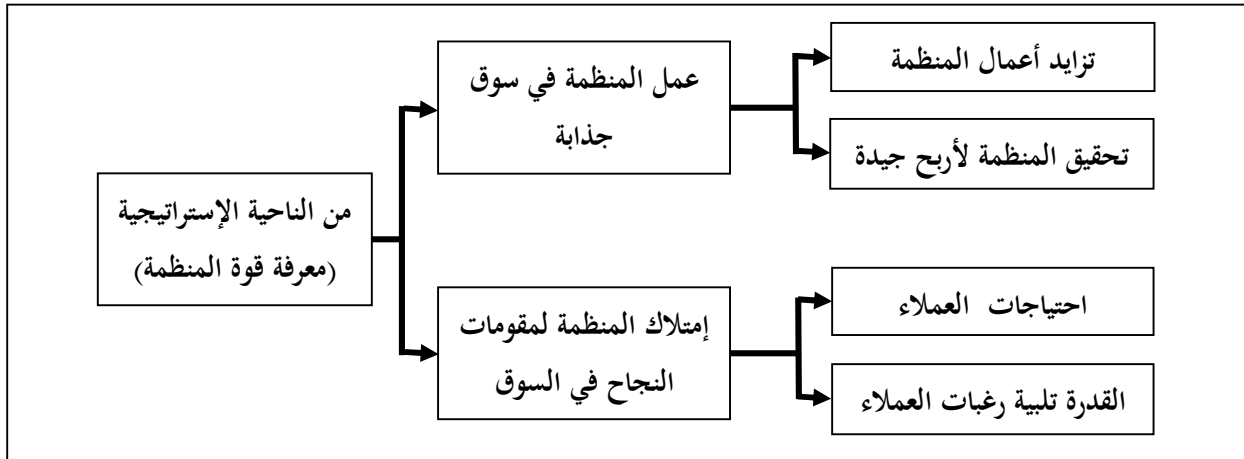 من الناحية الإستراتيجية
(معرفة قوة المنظمة)
عمل المنظمة في سوق
جذابة
تزايد أعمال المنظمة
تحقيق المنظمة لأربح جيدة
إمتلاك المنظمة لمقومات
النجاح في السوق
احتياجات العملاء
القدرة تلبية رغبات العملاء